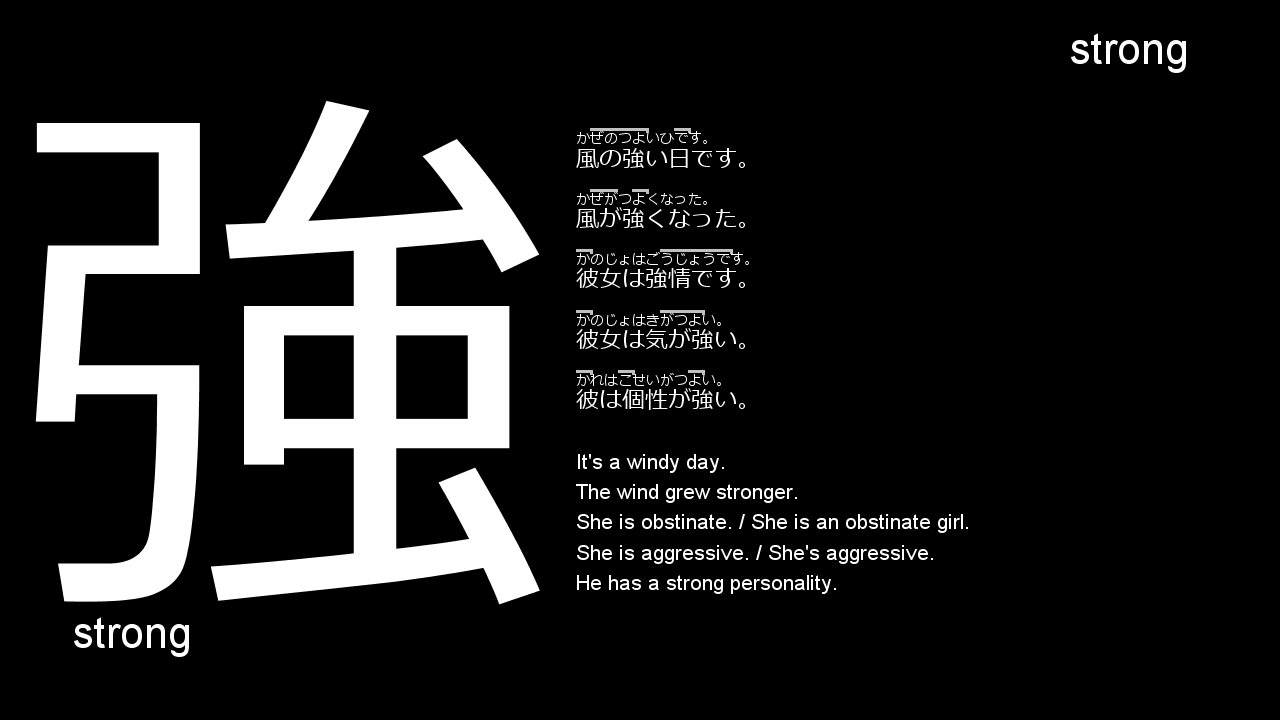 strong
強
strong
かぜのつよいひです。
風の強い日です。
かぜがつよくなった。
風が強くなった。
かのじょはごうじょうです。
彼女は強情です。
かのじょはきがつよい。
彼女は気が強い。
かれはこせいがつよい。
彼は個性が強い。
It's a windy day.
The wind grew stronger.
She is obstinate. / She is an obstinate girl.
She is aggressive. / She's aggressive.
He has a strong personality.